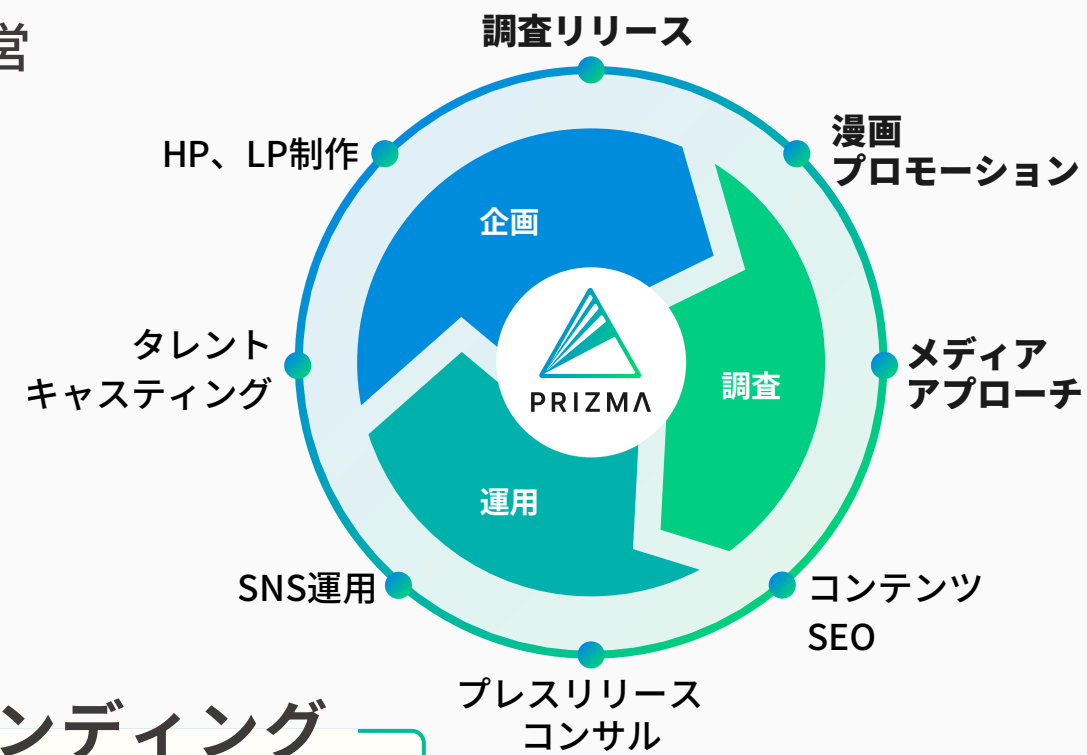 営
調査リリース
漫画
プロモーション
HP、LP制作
企画
タレント
キャスティング
メディア
アプローチ
調査
PRIZMA
運用
SNS運用
コンテンツ
SEO
プレスリリース
コンサル
ンディング